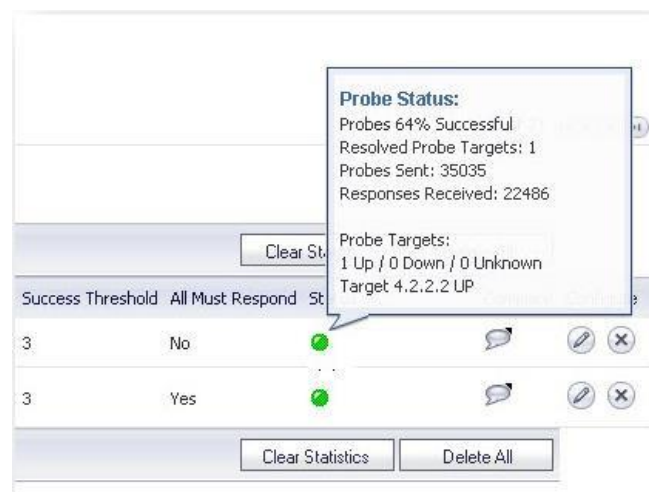 Probe Status:
Probes 64% Successful
Resolved Probe Targets: 1
Probes Sent: 35035
Responses Received: 22486
Probe Targets:
1 Up / 0 Down / 0 Unknown
Target 4.2.2.2 UP
Clear
Success Threshold All Must Respond
3 No
3 Yes
Clear Statistics Delete All